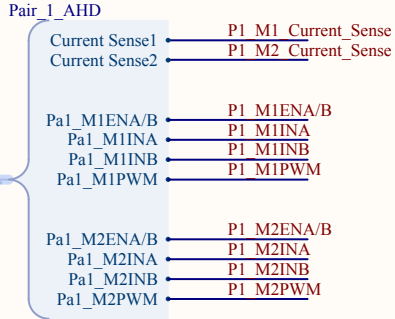 Pair_1_AHD
Current Sense1 P1_M1_Current_Sense
Current Sense2 P1_M2_Current_Sense
Pa1_M1ENA/B P1_M1ENA/B
Pa1_M1INA P1_M1INA
Pa1_M1INB P1_M1INB
Pa1_M1PWM P1_M1PWM
Pa1_M2ENA/B P1_M2ENA/B
Pa1_M2INA P1_M2INA
Pa1_M2INB P1_M2INB
Pa1_M2PWM P1_M2PWM